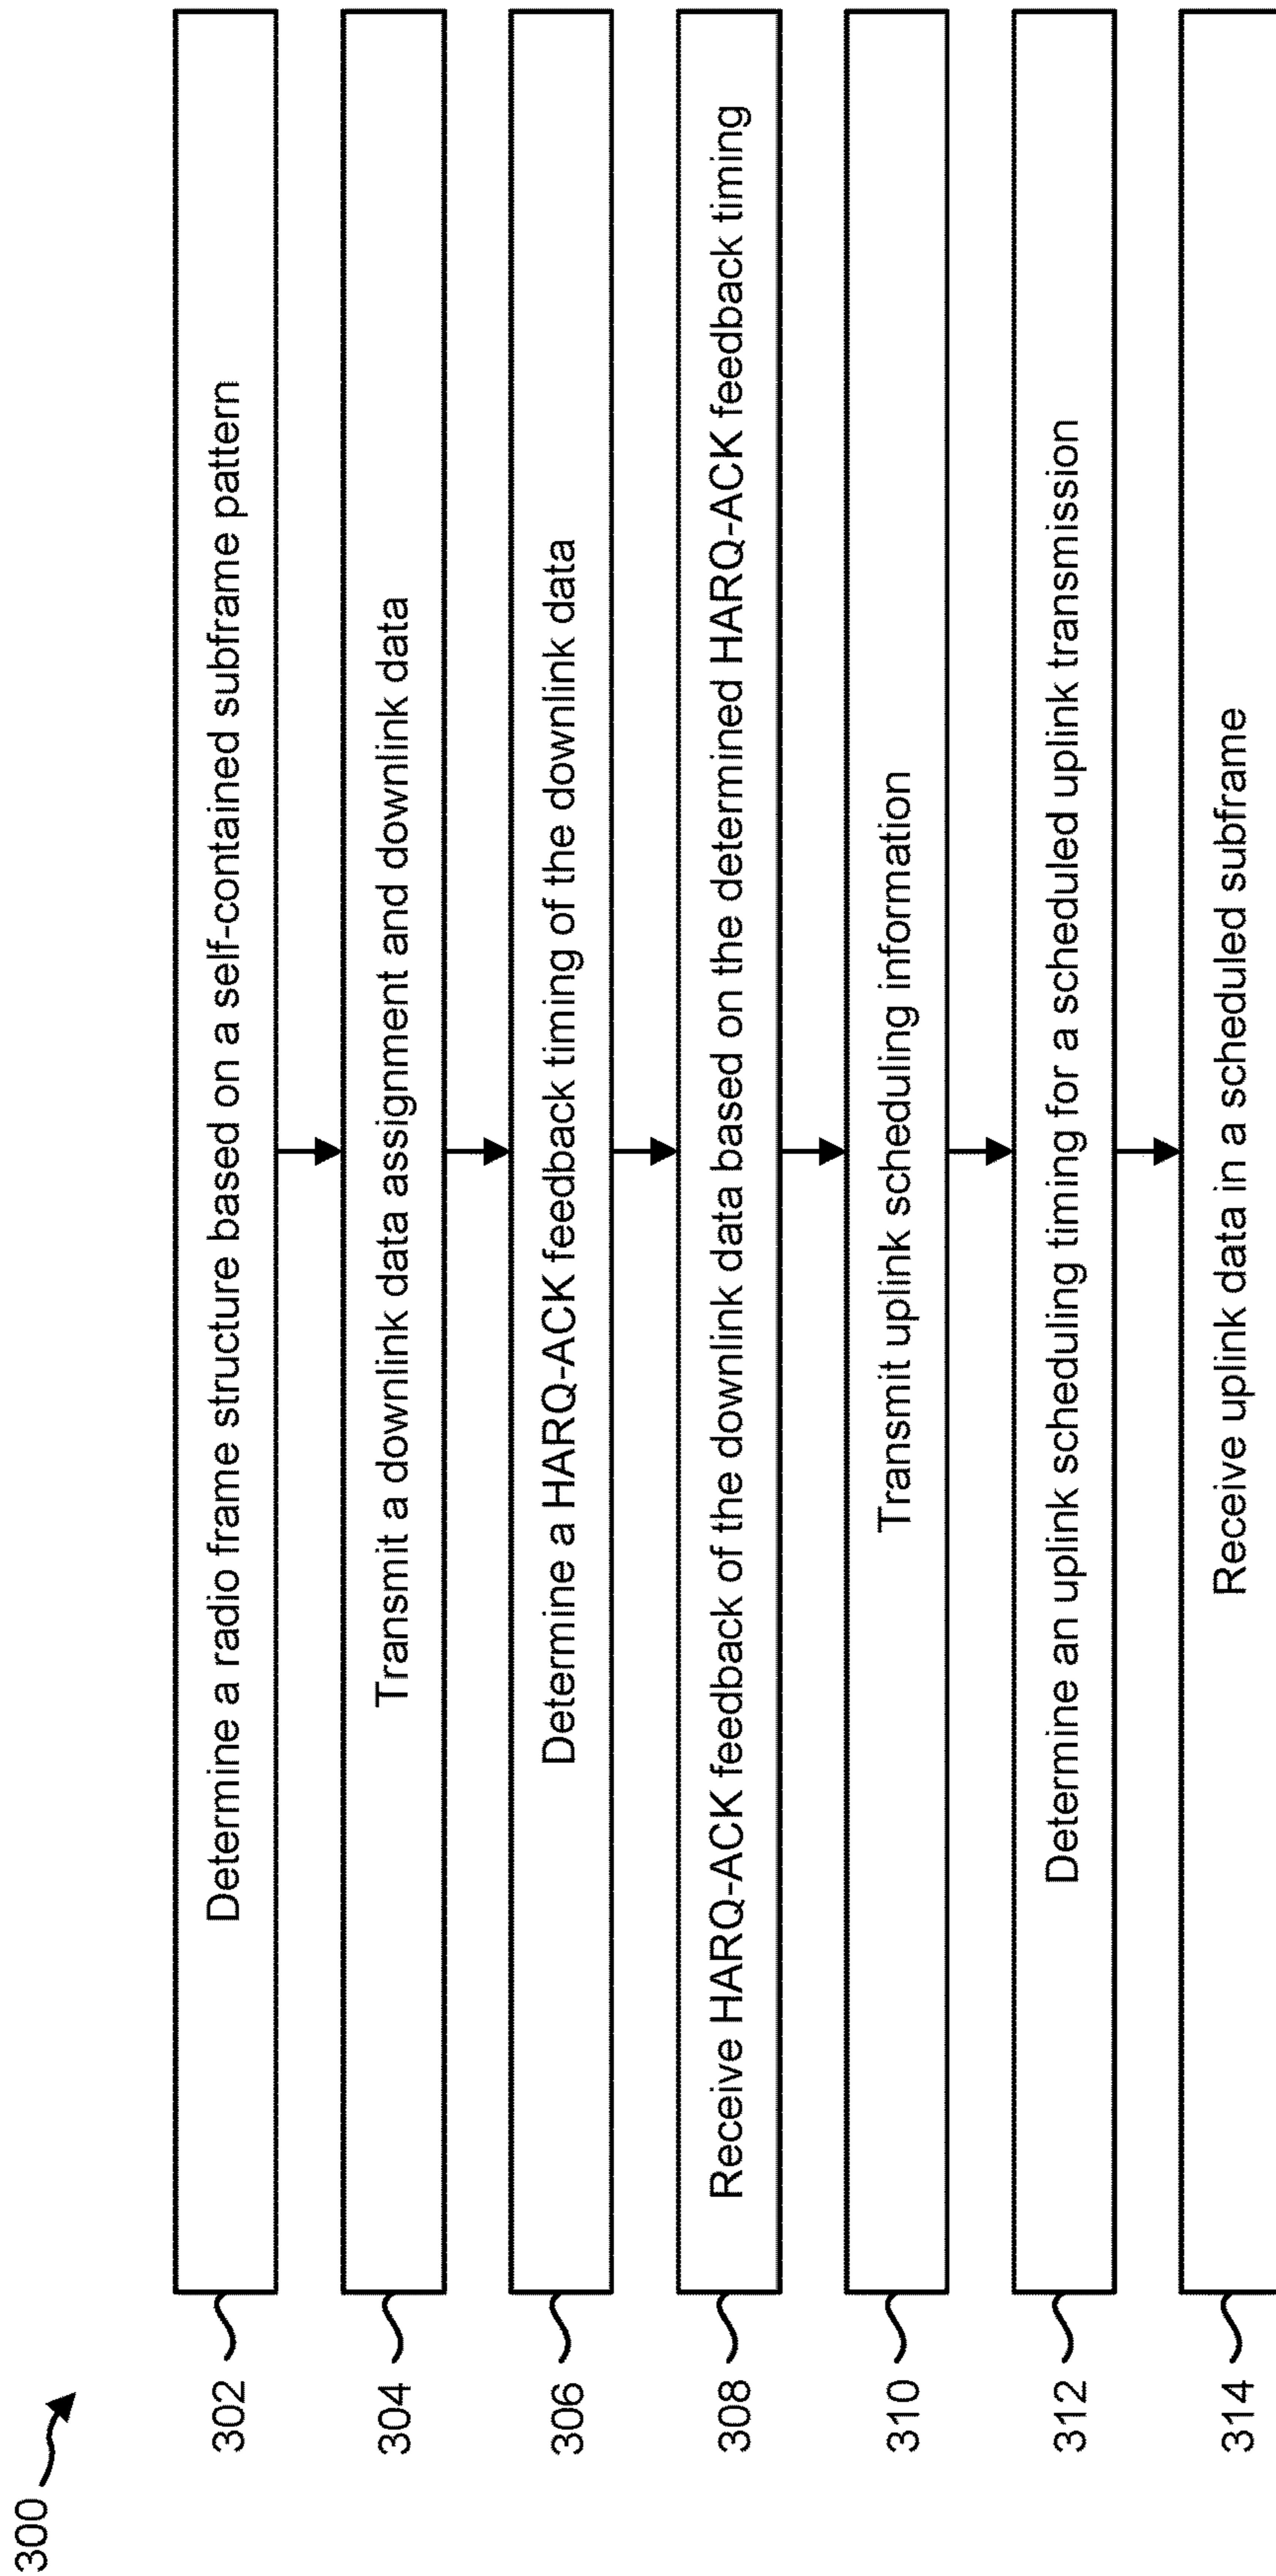 300
302
Determine a radio frame structure based on a self-contained subframe pattern
304
Transmit a downlink data assignment and downlink data
306
Determine a HARQ-ACK feedback timing of the downlink data
308
Receive HARQ-ACK feedback of the downlink data based on the determined HARQ-ACK feedback timing
310
Transmit uplink scheduling information
312
Determine an uplink scheduling timing for a scheduled uplink transmission
314
Receive uplink data in a scheduled subframe